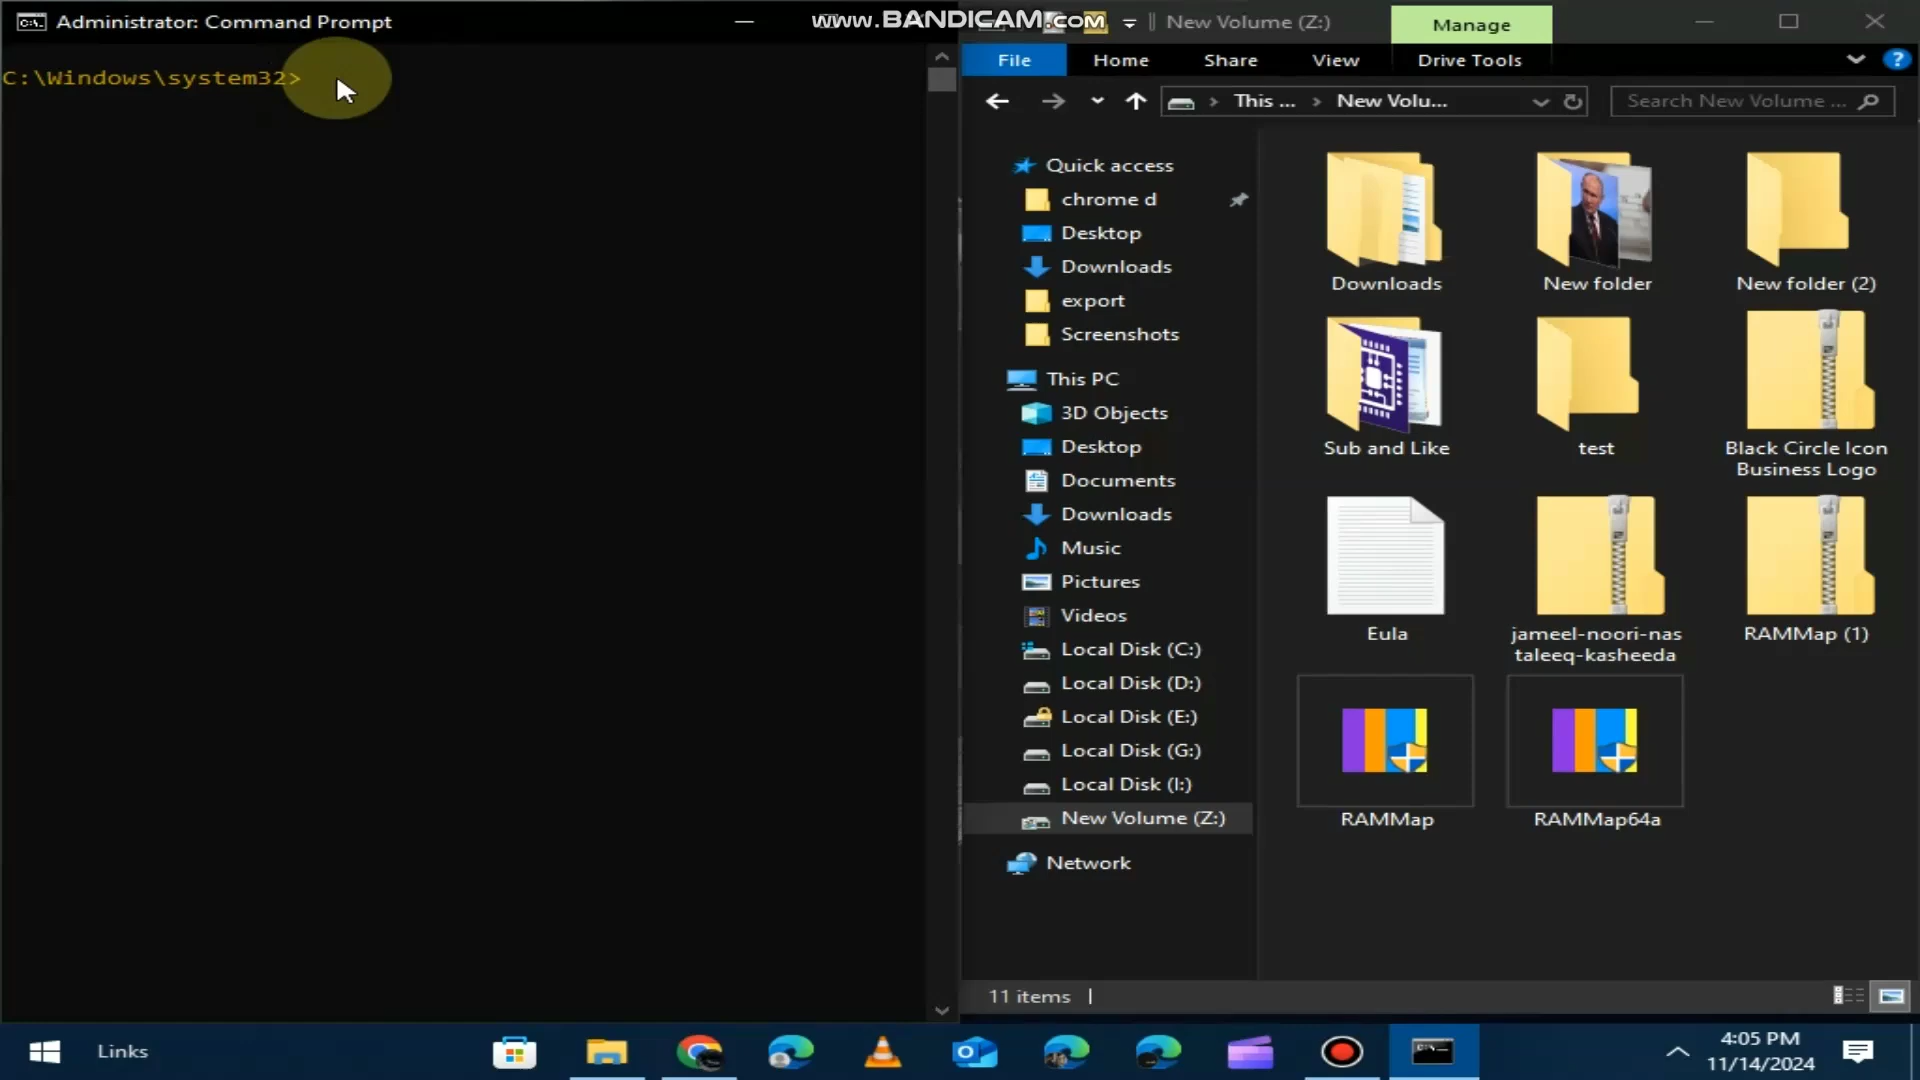 Administrator: Command Prompt
www.BANDICAM.com
New Volume (Z:)
Manage
File
Home
Share
View
Drive Tools
C:\Windows\system32>
This ...
New Volu...
Search New Volume ...
Quick access
chrome d
Desktop
Downloads
export
Screenshots
This PC
3D Objects
Desktop
Documents
Downloads
Music
Pictures
Videos
Local Disk (C:)
Local Disk (D:)
Local Disk (E:)
Local Disk (G:)
Local Disk (I:)
New Volume (Z:)
Network
Downloads
New folder
New folder (2)
Sub and Like
test
Black Circle Icon
Business Logo
Eula
jameel-noori-nas
taleeq-kasheeda
RAMMap (1)
RAMMap
RAMMap64a
11 items
Links
4:05 PM
11/14/2024